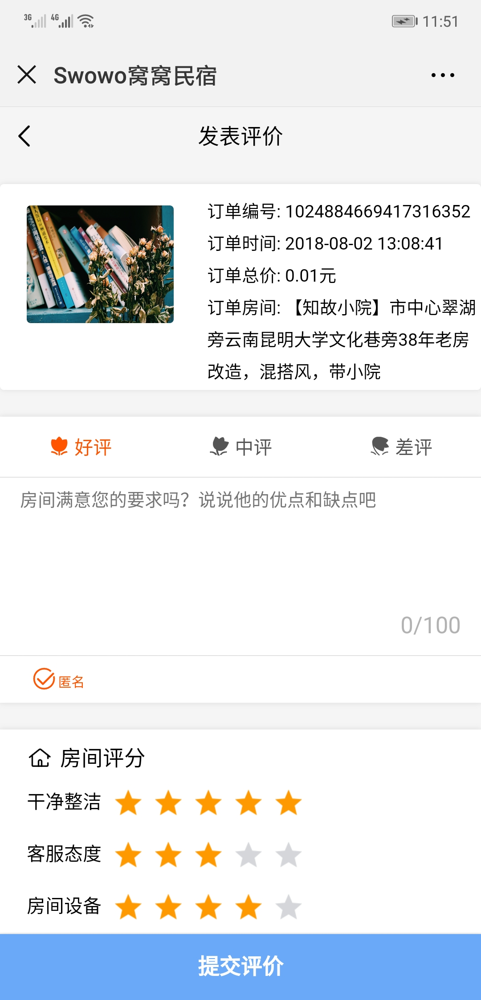 3G 4G 11:51
Swowo窝窝民宿
发表评价
订单编号: 1024884669417316352
订单时间: 2018-08-02 13:08:41
订单总价: 0.01元
订单房间: 【知故小院】市中心翠湖
旁云南昆明大学文化巷旁38年老房
改造，混搭风，带小院
好评 中评 差评
房间满意您的要求吗？说说他的优点和缺点吧
0/100
匿名
房间评分
干净整洁
客服态度
房间设备
提交评价